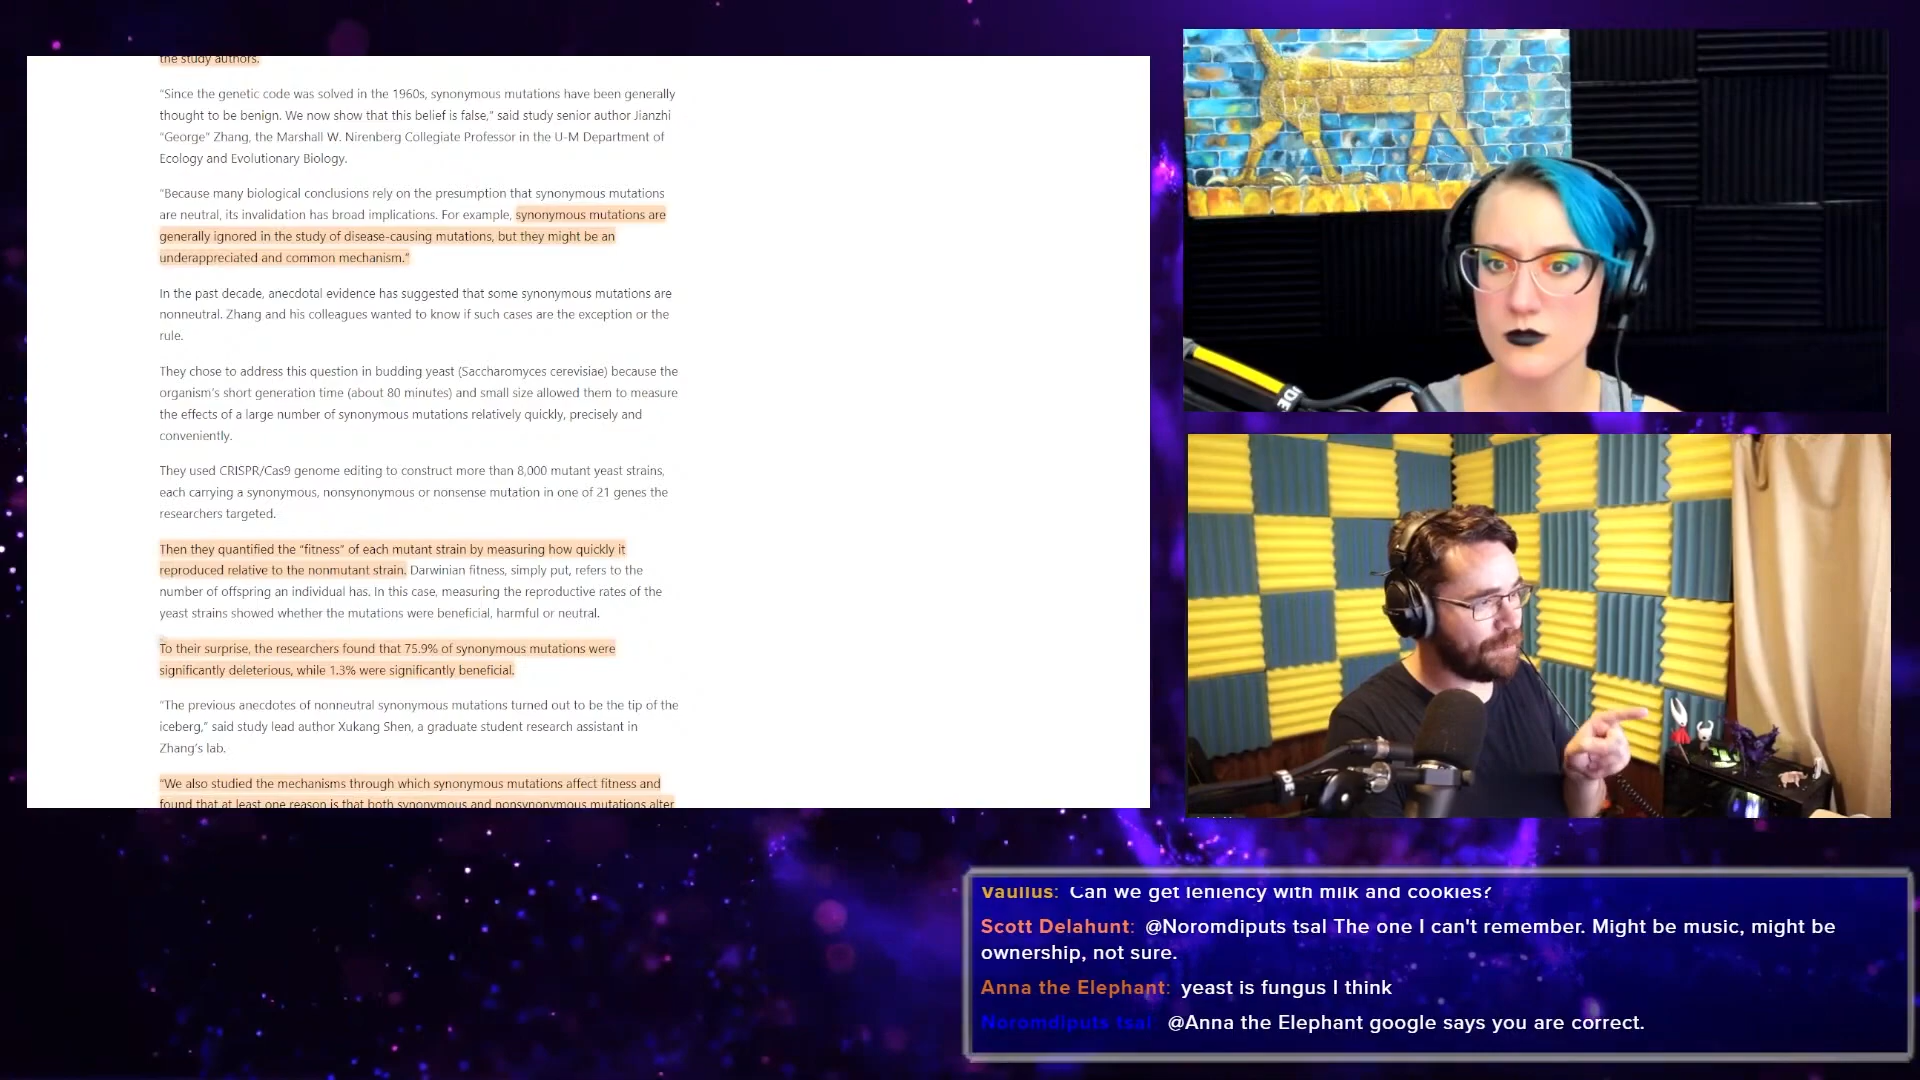 the study authors.
“Since the genetic code was solved in the 1960s, synonymous mutations have been generally
thought to be benign. We now show that this belief is false,” said study senior author Jianzhi
“George” Zhang, the Marshall W. Nirenberg Collegiate Professor in the U-M Department of
Ecology and Evolutionary Biology.
“Because many biological conclusions rely on the presumption that synonymous mutations
are neutral, its invalidation has broad implications. For example, synonymous mutations are
generally ignored in the study of disease-causing mutations, but they might be an
underappreciated and common mechanism.”
In the past decade, anecdotal evidence has suggested that some synonymous mutations are
nonneutral. Zhang and his colleagues wanted to know if such cases are the exception or the
rule.
They chose to address this question in budding yeast (Saccharomyces cerevisiae) because the
organism’s short generation time (about 80 minutes) and small size allowed them to measure
the effects of a large number of synonymous mutations relatively quickly, precisely and
conveniently.
They used CRISPR/Cas9 genome editing to construct more than 8,000 mutant yeast strains,
each carrying a synonymous, nonsynonymous or nonsense mutation in one of 21 genes the
researchers targeted.
Then they quantified the “fitness” of each mutant strain by measuring how quickly it
reproduced relative to the nonmutant strain. Darwinian fitness, simply put, refers to the
number of offspring an individual has. In this case, measuring the reproductive rates of the
yeast strains showed whether the mutations were beneficial, harmful or neutral.
To their surprise, the researchers found that 75.9% of synonymous mutations were
significantly deleterious, while 1.3% were significantly beneficial.
“The previous anecdotes of nonneutral synonymous mutations turned out to be the tip of the
iceberg,” said study lead author Xukang Shen, a graduate student research assistant in
Zhang’s lab.
“We also studied the mechanisms through which synonymous mutations affect fitness and
found that at least one reason is that both synonymous and nonsynonymous mutations alter
Can we get leniency with milk and cookies?
Scott Delahunt: @Noromdiputs tsal The one I can't remember. Might be music, might be
ownership, not sure.
Anna the Elephant: yeast is fungus I think
Noromdiputs tsal @Anna the Elephant google says you are correct.